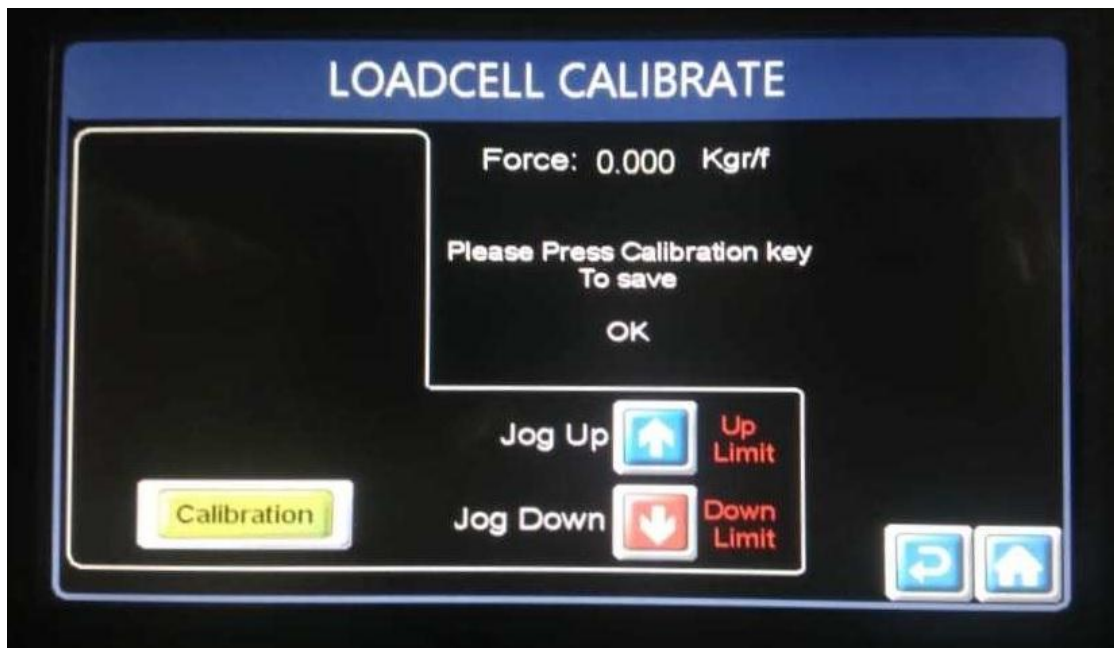 LOADCELL CALIBRATE
Force: 0.000 Kgr/f
Please Press Calibration key
To save
OK
Jog Up
Up
Limit
Calibration
Jog Down
Down
Limit